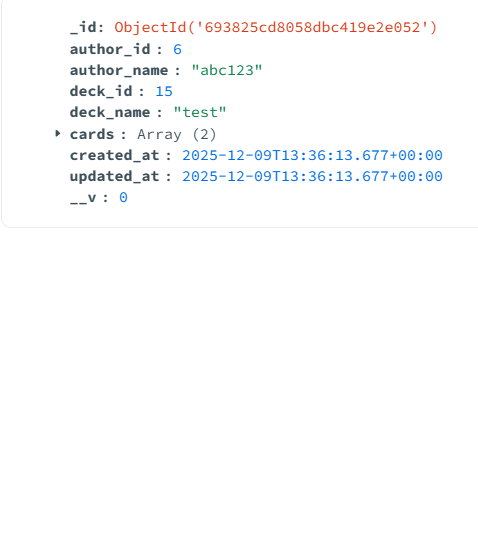 _id: ObjectId('693825cd8058dbc419e2e052')
author_id : 6
author_name : "abc123"
deck_id : 15
deck_name : "test"
cards : Array (2)
created_at : 2025-12-09T13:36:13.677+00:00
updated_at : 2025-12-09T13:36:13.677+00:00
__v : 0